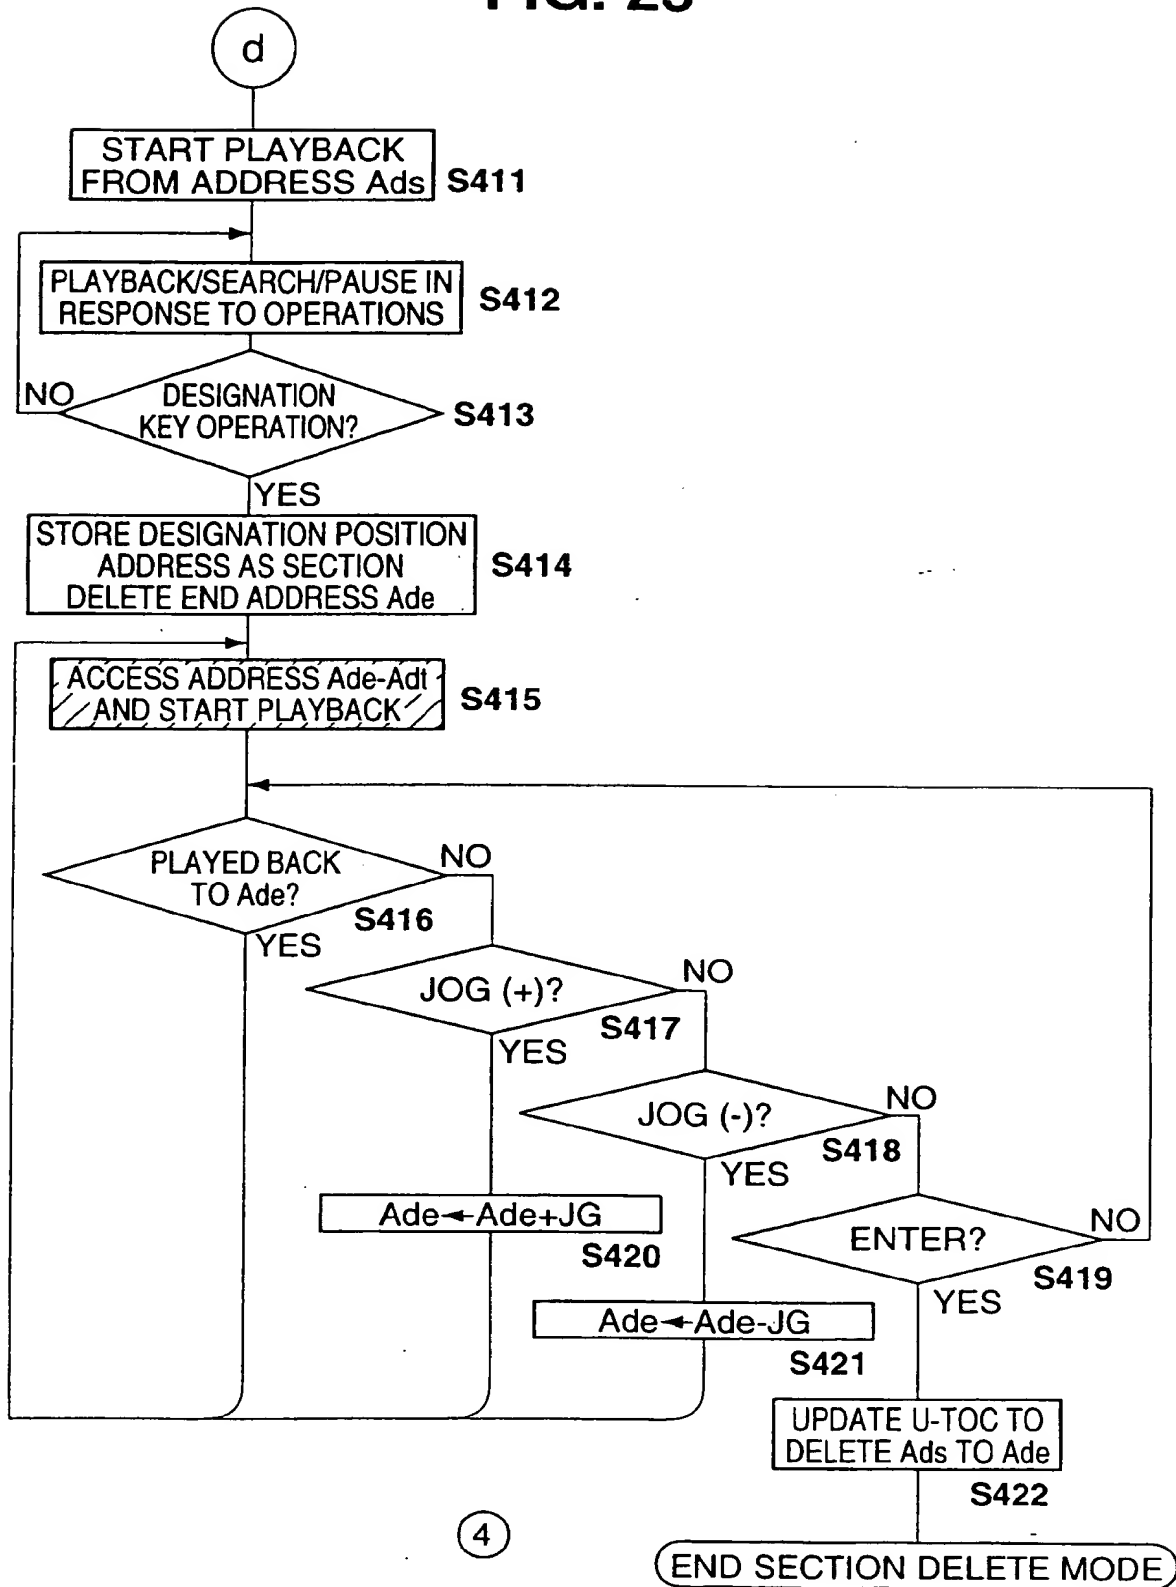 FIG. 23
d
START PLAYBACK
FROM ADDRESS Ads
S411
PLAYBACK/SEARCH/PAUSE IN
RESPONSE TO OPERATIONS
S412
NO
DESIGNATION
KEY OPERATION?
S413
YES
STORE DESIGNATION POSITION
ADDRESS AS SECTION
DELETE END ADDRESS Ade
S414
ACCESS ADDRESS Ade-Adt
AND START PLAYBACK
S415
PLAYED BACK
TO Ade?
NO
S416
YES
JOG (+)?
NO
S417
YES
JOG (-)?
NO
S418
YES
Ade←Ade+JG
S420
ENTER?
NO
S419
YES
Ade←Ade-JG
S421
UPDATE U-TOC TO
DELETE Ads TO Ade
S422
4
END SECTION DELETE MODE